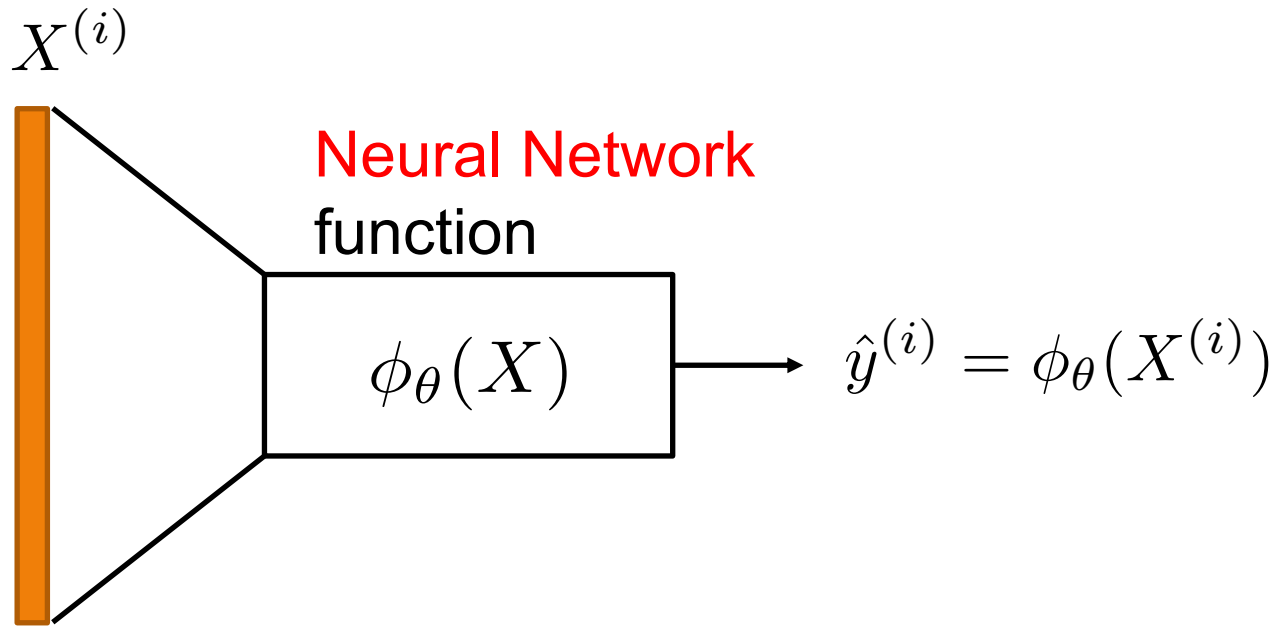 X^{(i)}
Neural Network
function
\phi_\theta(X)
\hat{y}^{(i)} = \phi_\theta(X^{(i)})